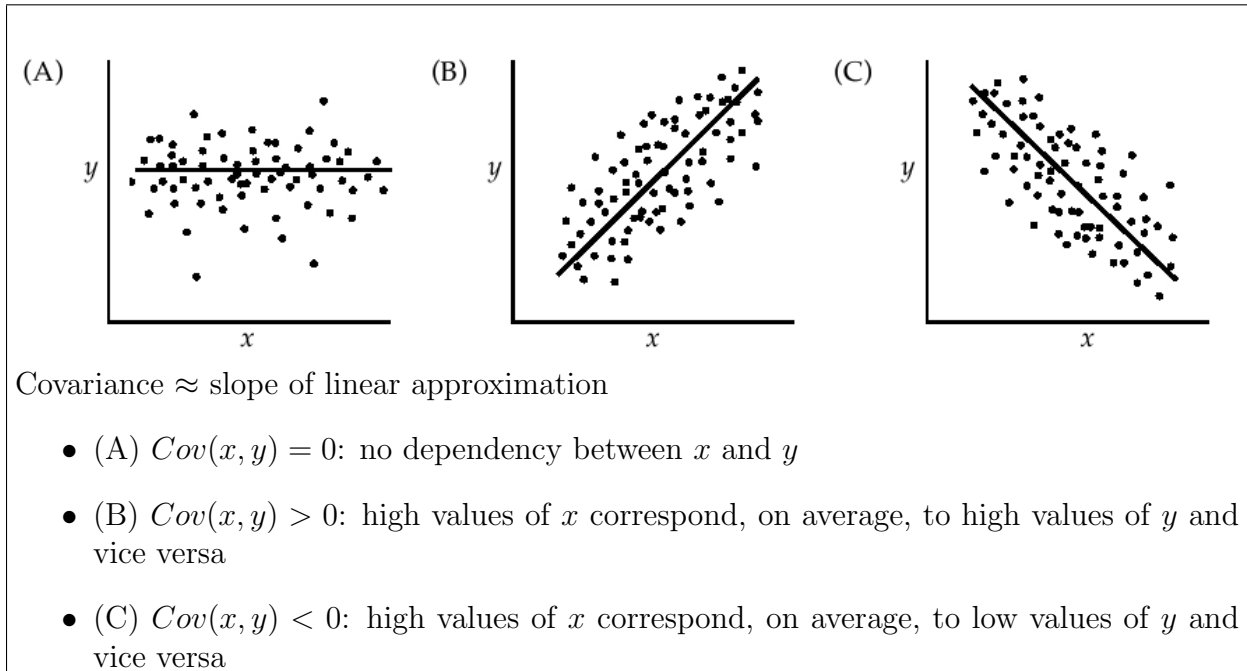 (A) (B) (C)
y y y
x x x
Covariance ≈ slope of linear approximation
• (A) Cov(x, y) = 0: no dependency between x and y
• (B) Cov(x, y) > 0: high values of x correspond, on average, to high values of y and
vice versa
• (C) Cov(x, y) < 0: high values of x correspond, on average, to low values of y and
vice versa